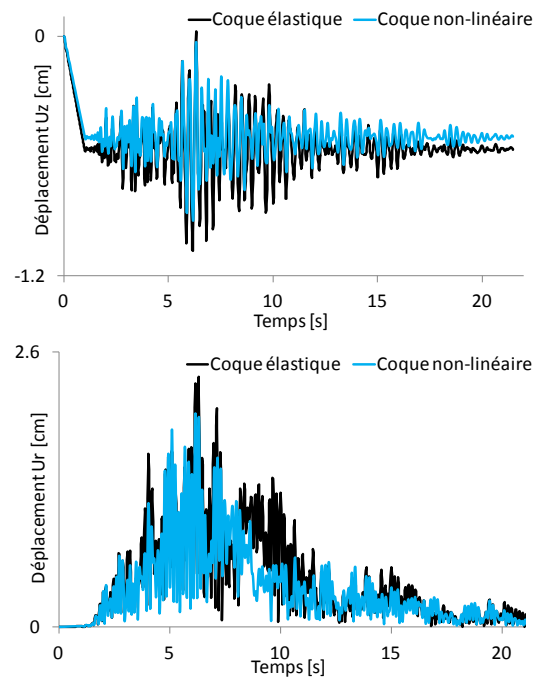 Coque élastique Coque non-linéaire
0
Déplacement Uz [cm]
-1.2
0 5 10 15 20
Temps [s]
2.6
Coque élastique Coque non-linéaire
Déplacement Ur [cm]
0
0 5 10 15 20
Temps [s]